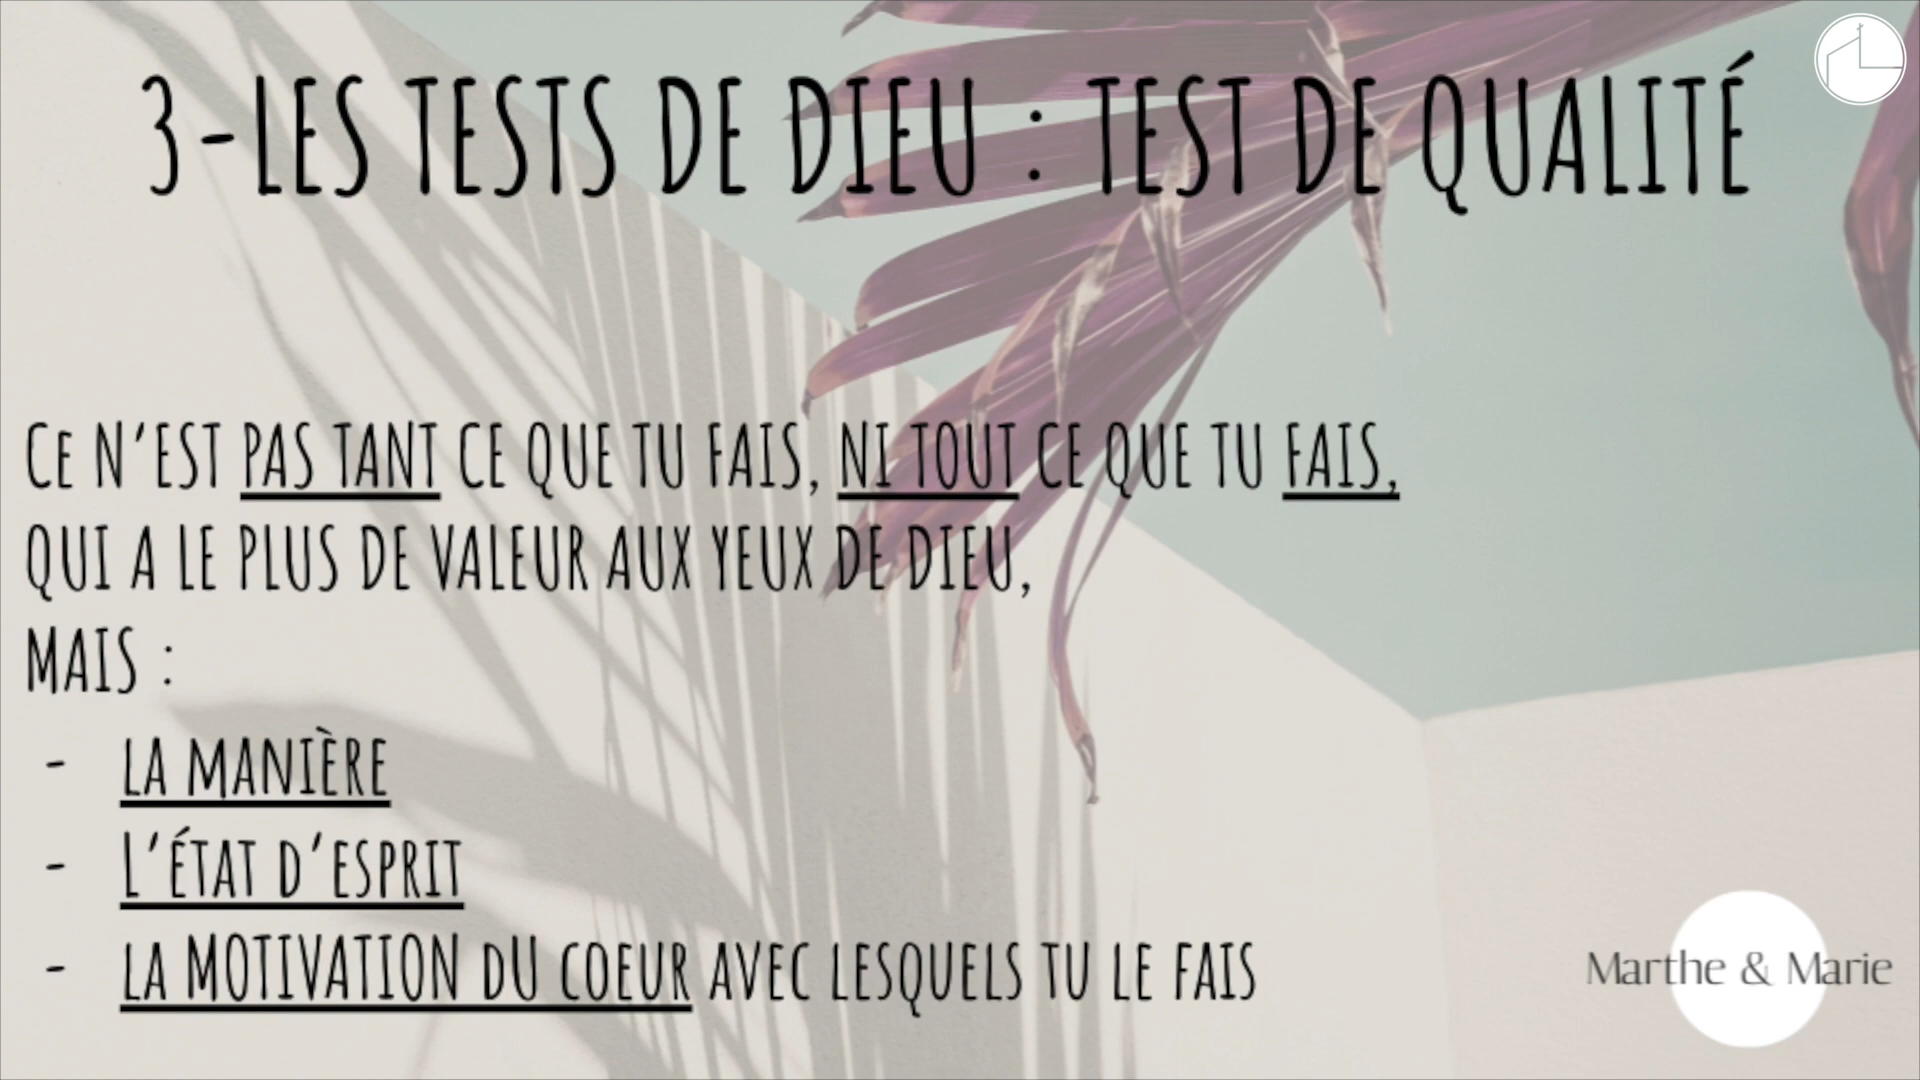 3-LES TESTS DE DIEU : TEST DE QUALITÉ
CE N'EST PAS TANT CE QUE TU FAIS, NI TOUT CE QUE TU FAIS,
QUI A LE PLUS DE VALEUR AUX YEUX DE DIEU,
MAIS :
- LA MANIÈRE
- L'ÉTAT D'ESPRIT
- LA MOTIVATION DU COEUR AVEC LESQUELS TU LE FAIS
Marthe & Marie